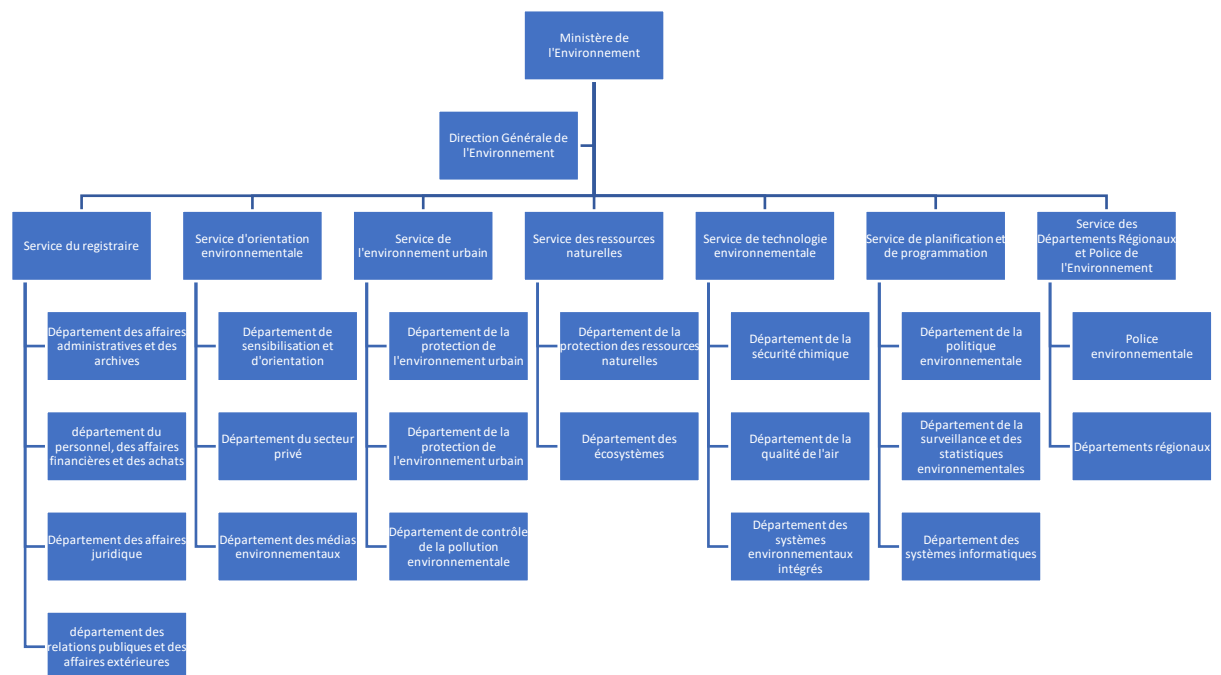 Ministère de
l'Environnement
Direction Générale de
l'Environnement
Service du registraire
Service d'orientation
environnementale
Service de
l'environnement urbain
Service des ressources
naturelles
Service de technologie
environnementale
Service de planification et
de programmation
Service des
Départements Régionaux
et Police de
l'Environnement
Département des affaires
administratives et des
archives
Département de
sensibilisation et
d'orientation
Département de la
protection de
l'environnement urbain
Département de la
protection des ressources
naturelles
Département de la
sécurité chimique
Département de la
politique
environnementale
Police
environnementale
département du
personnel, des affaires
financières et des achats
Département du secteur
privé
Département de la
protection de
l'environnement urbain
Département des
écosystèmes
Département de la
qualité de l'air
Département de la
surveillance et des
statistiques
environnementales
Départements régionaux
Département des affaires
juridique
Département des médias
environnementaux
Département de contrôle
de la pollution
environnementale
Département des
systèmes
environnementaux
intégrés
Département des
systèmes informatiques
département des
relations publiques et des
affaires extérieures